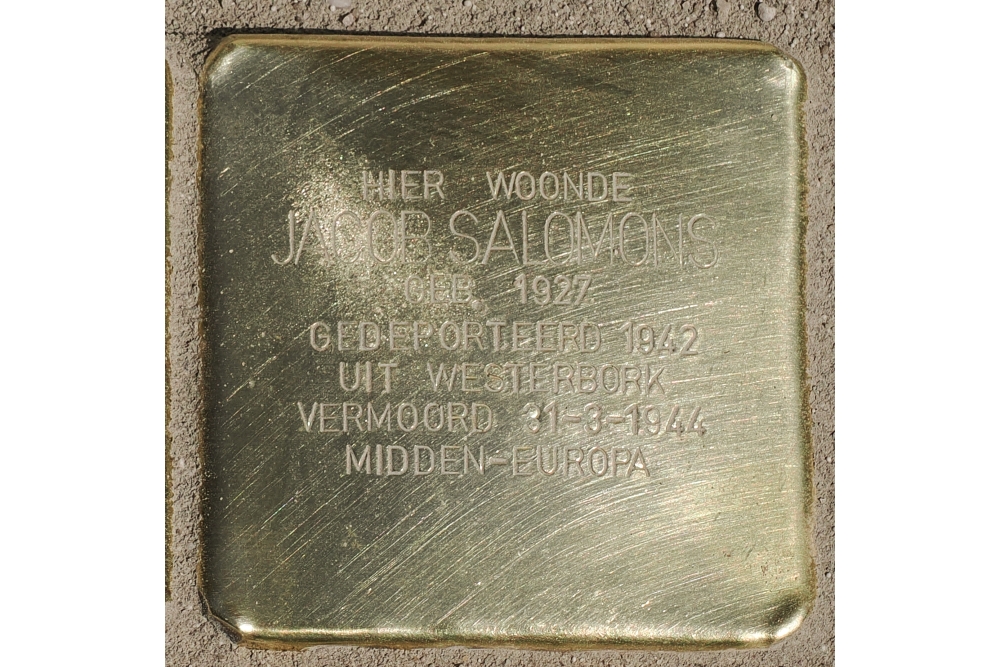 HIER WOONDE
JACOB SALOMONS
GEB. 1927
GEDEPORTEERD 1942
UIT WESTERBORK
VERMOORD 31-3-1944
MIDDEN-EUROPA